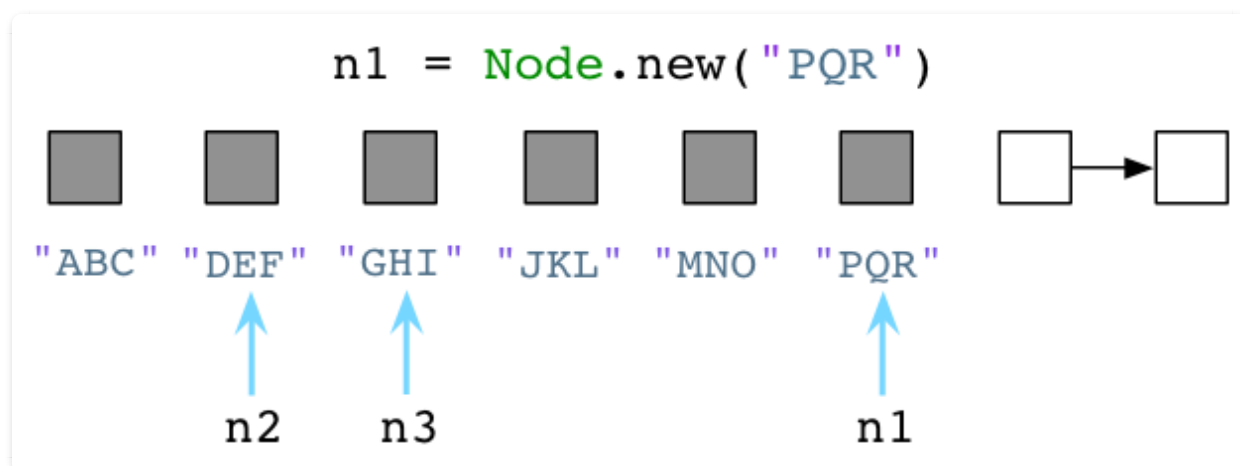 n1 = Node.new("PQR")
"ABC" "DEF" "GHI" "JKL" "MNO" "PQR"
n2 n3 n1